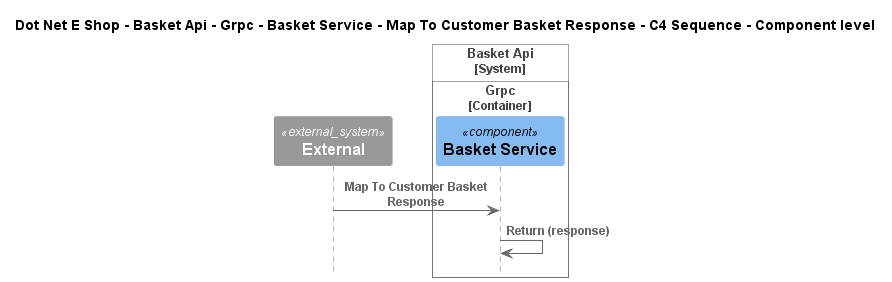 Dot Net E Shop - Basket Api - Grpc - Basket Service - Map To Customer Basket Response - C4 Sequence - Component level
Basket Api
[System]
Grpc
[Container]
«external_system»
External
«component»
Basket Service
Map To Customer Basket
Response
Return (response)